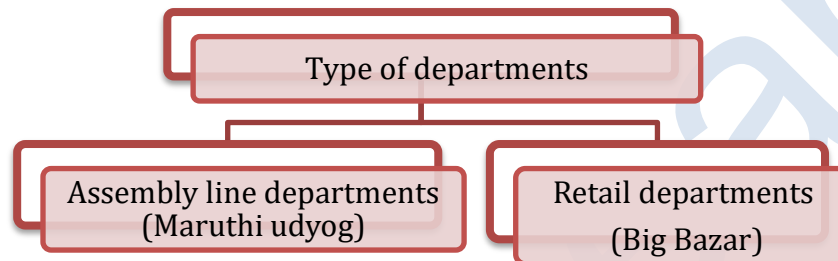 Type of departments
Assembly line departments
(Maruthi udyog)
Retail departments
(Big Bazar)